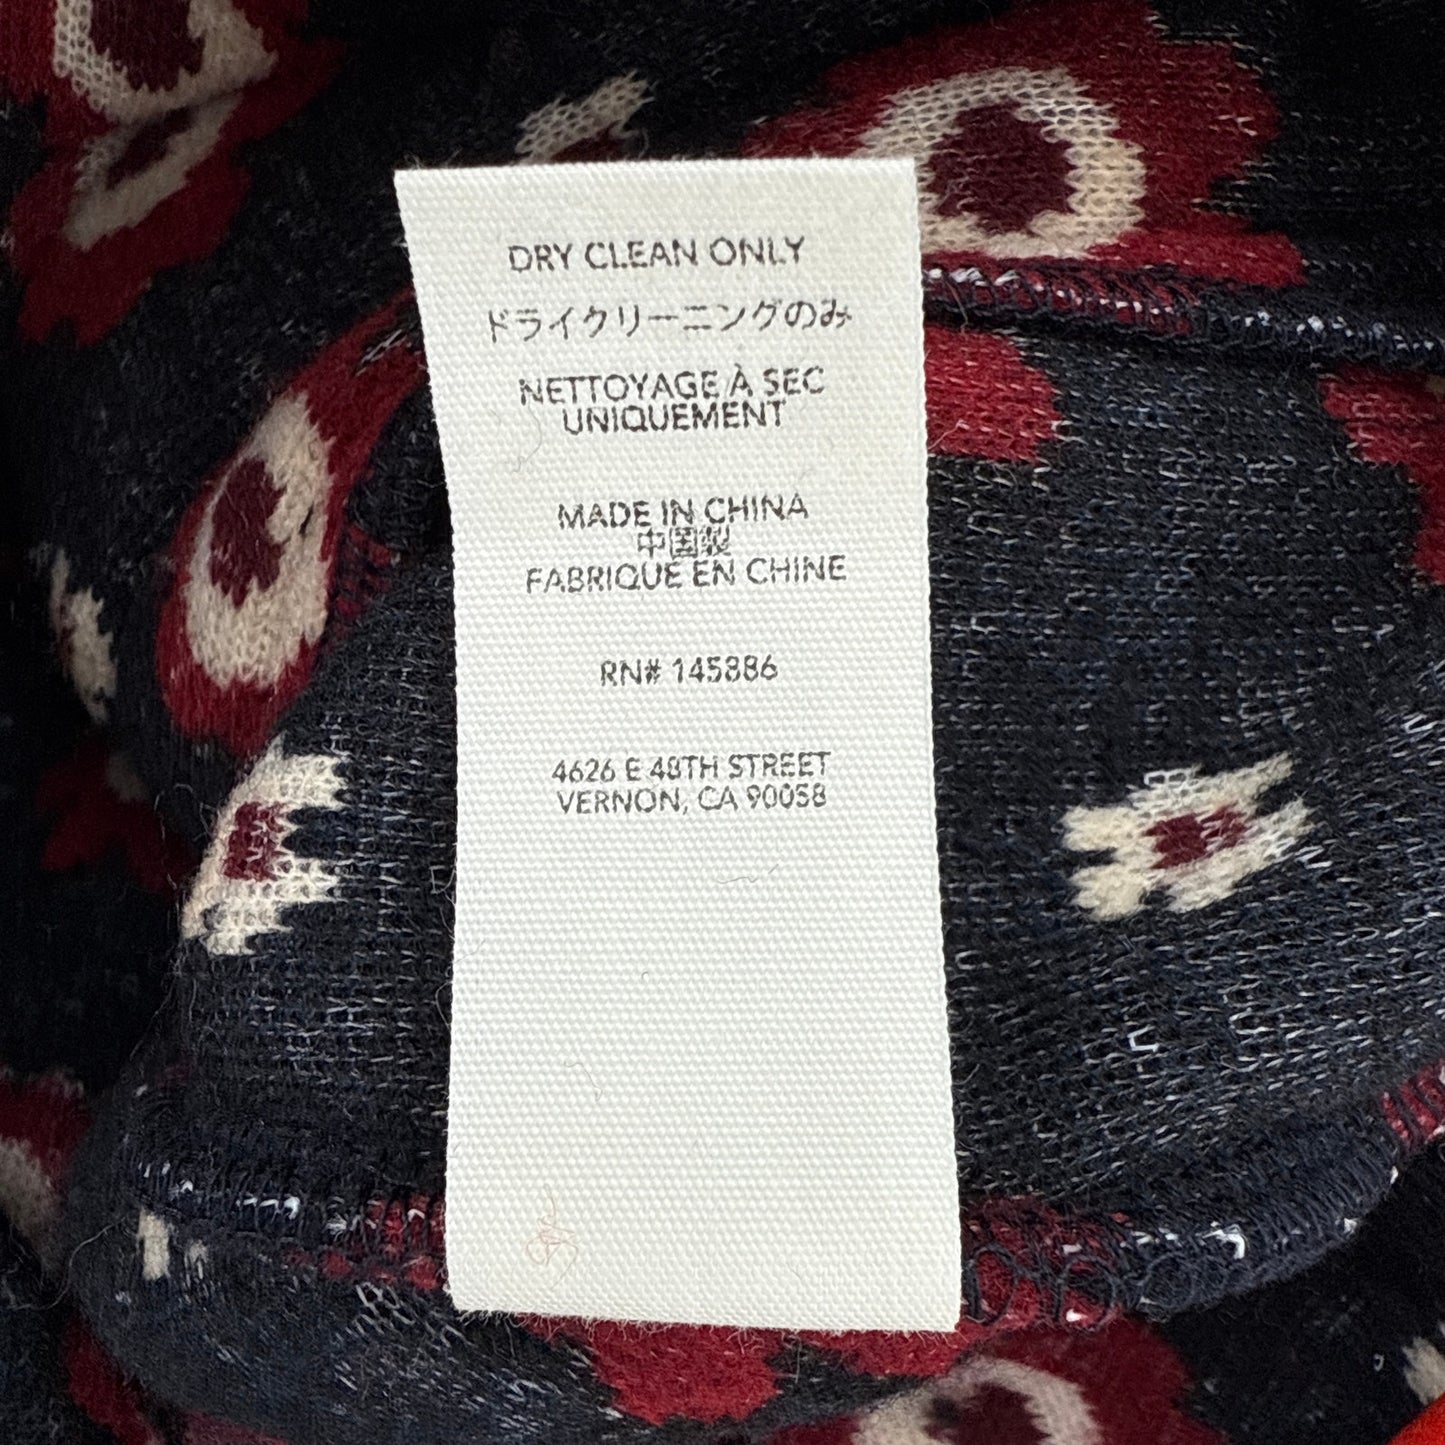 DRY CLEAN ONLY
ドライクリーニングのみ
NETTOYAGE À SEC
UNIQUEMENT
MADE IN CHINA
中国製
FABRIQUE EN CHINE
RN# 145886
4626 E 48TH STREET
VERNON, CA 90058